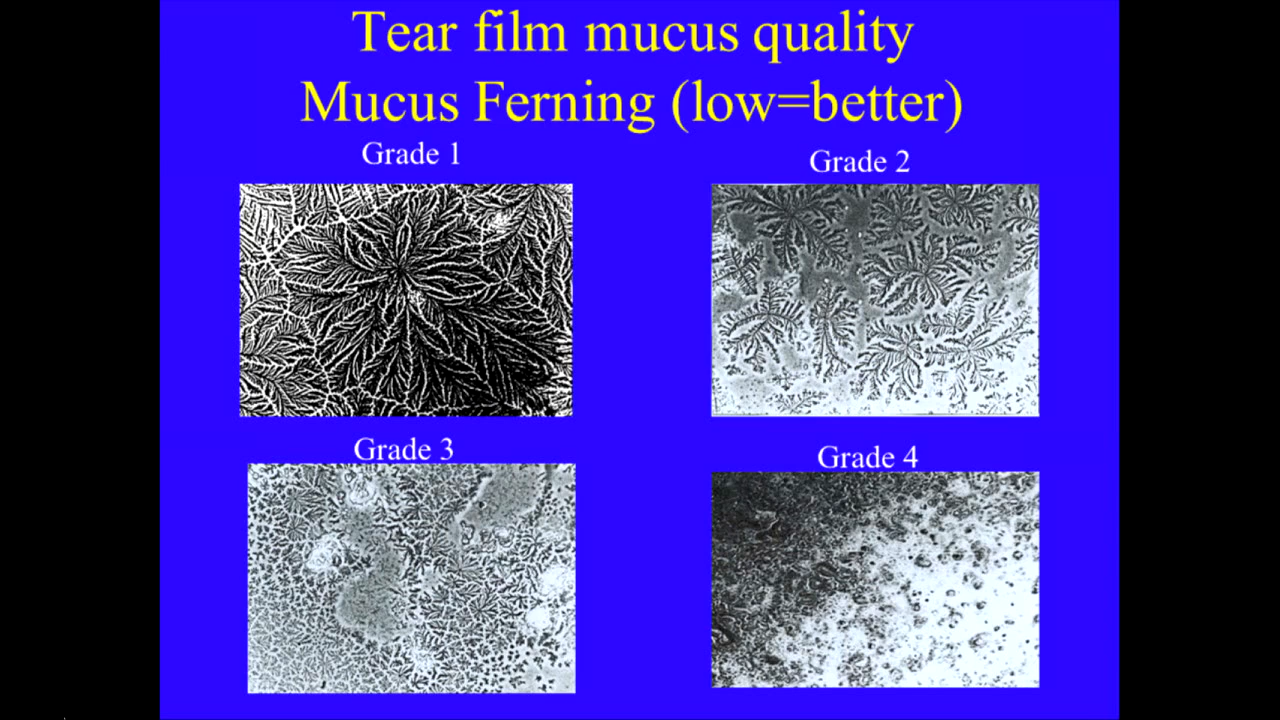 Tear film mucus quality
Mucus Ferning (low=better)
Grade 1
Grade 2
Grade 3
Grade 4